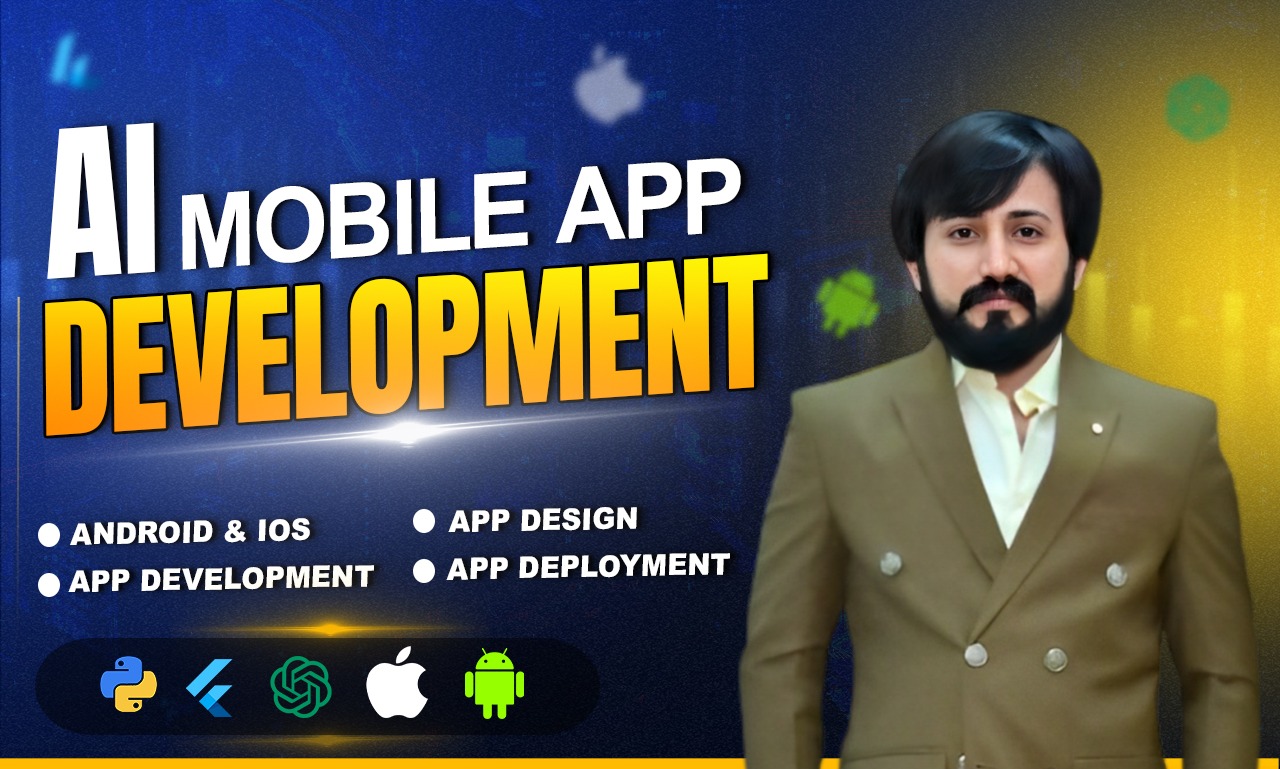 AI MOBILE APP
DEVELOPMENT
ANDROID & IOS
APP DEVELOPMENT
APP DESIGN
APP DEPLOYMENT